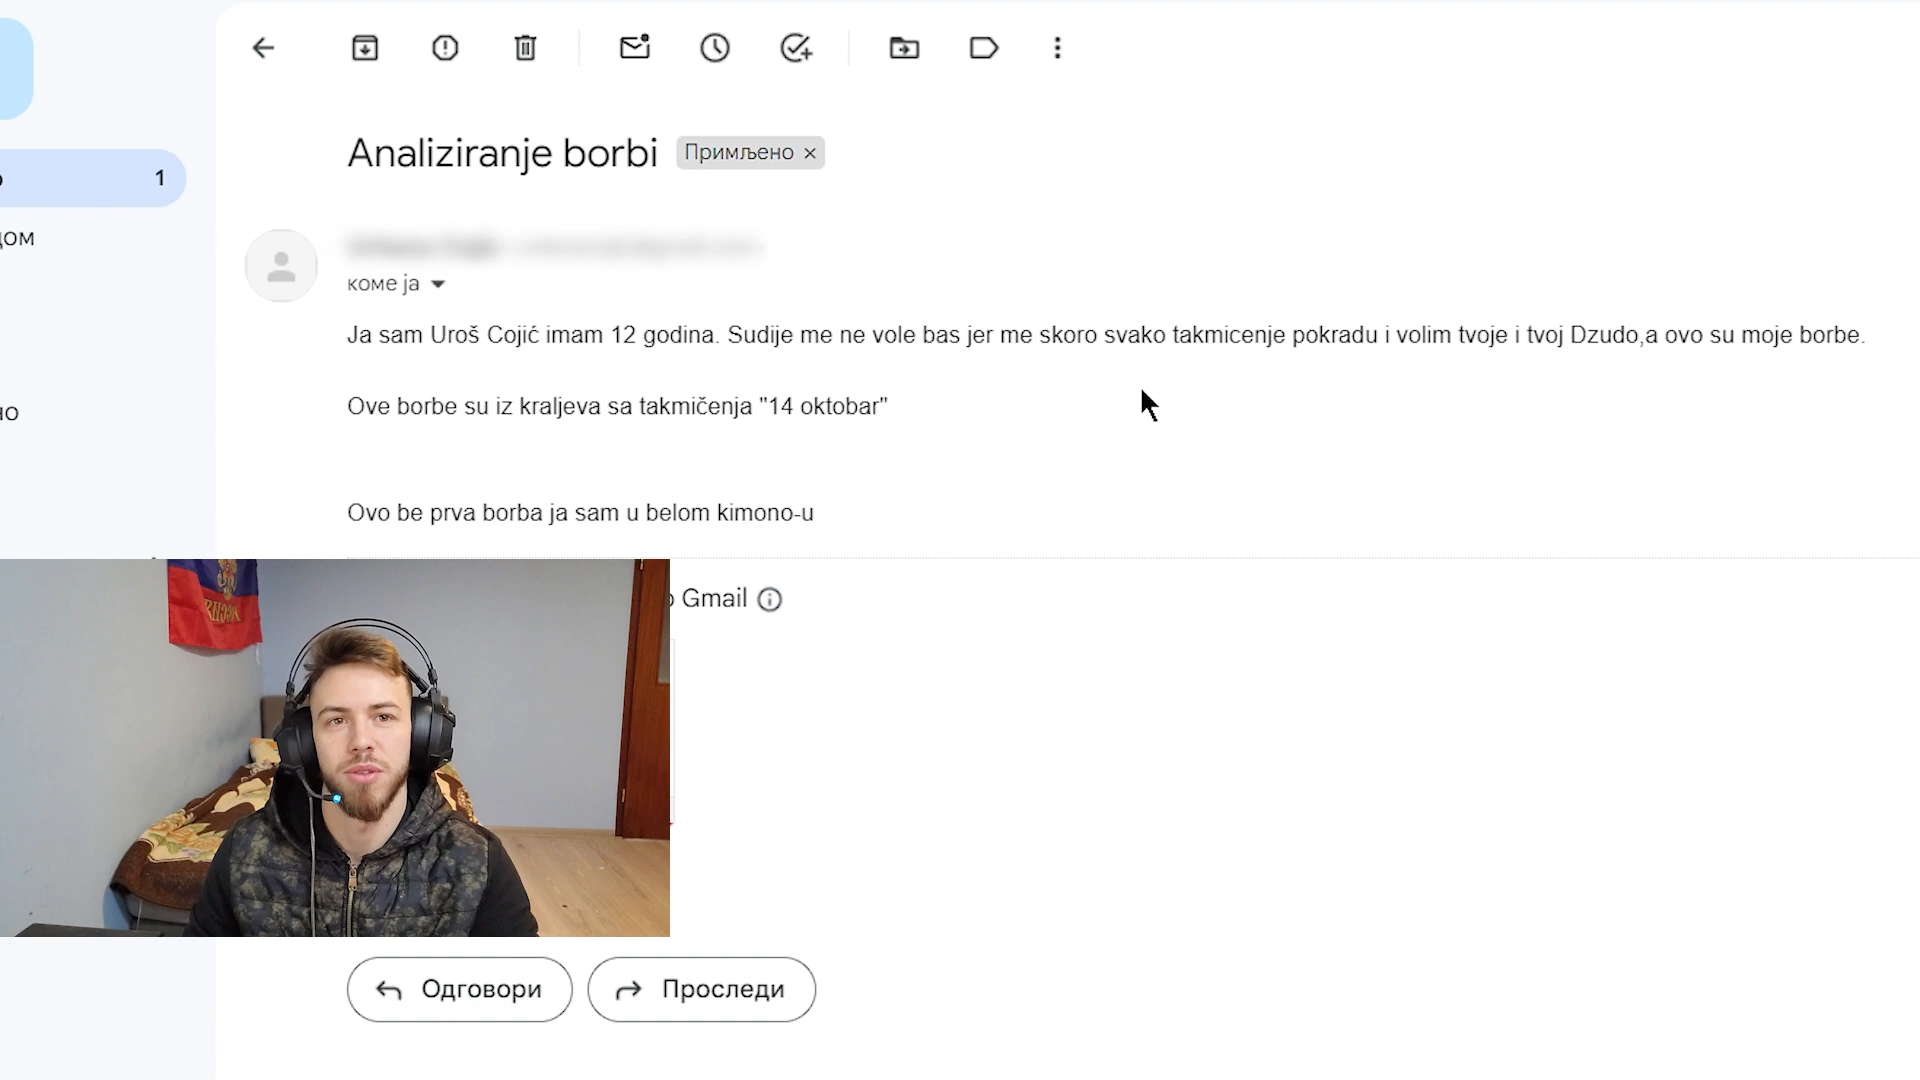 1
Analiziranje borbi Примљено ×
коме ја
Ja sam Uroš Cojić imam 12 godina. Sudije me ne vole bas jer me skoro svako takmicenje pokradu i volim tvoje i tvoj Dzudo,a ovo su moje borbe.
Ove borbe su iz kraljeva sa takmičenja "14 oktobar"
Ovo be prva borba ja sam u belom kimono-u
Gmail
Одговори
Проследи